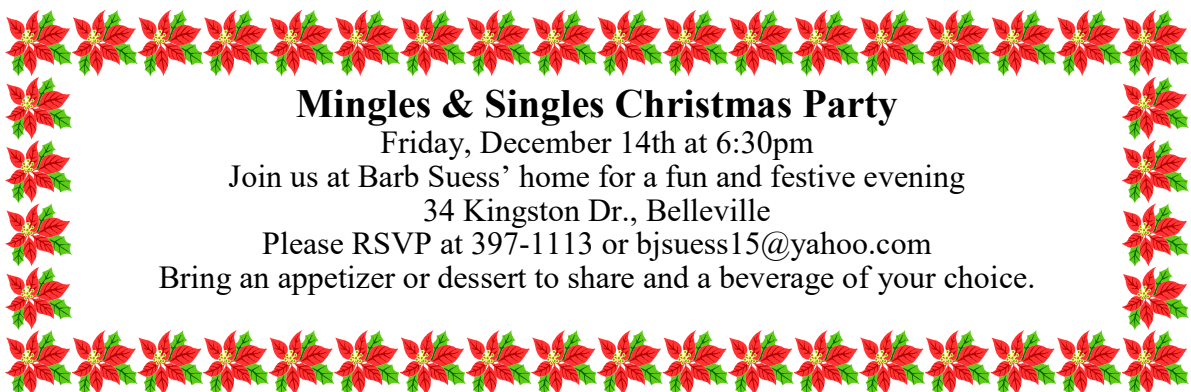 Mingles & Singles Christmas Party
Friday, December 14th at 6:30pm
Join us at Barb Suess’ home for a fun and festive evening
34 Kingston Dr., Belleville
Please RSVP at 397-1113 or bjsuess15@yahoo.com
Bring an appetizer or dessert to share and a beverage of your choice.